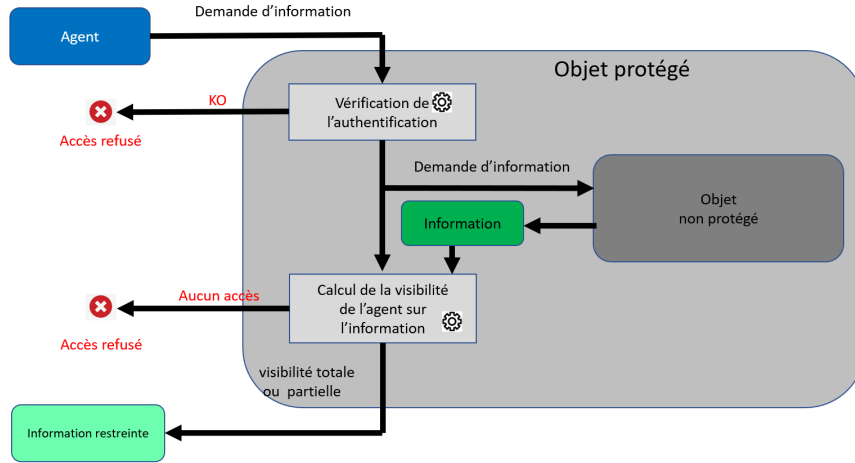 Demande d'information
Agent
Objet protégé
Vérification de
l'authentification
KO
Accès refusé
Demande d'information
Objet
non protégé
Information
Calcul de la visibilité
de l'agent sur
l'information
Aucun accès
Accès refusé
visibilité totale
ou partielle
Information restreinte